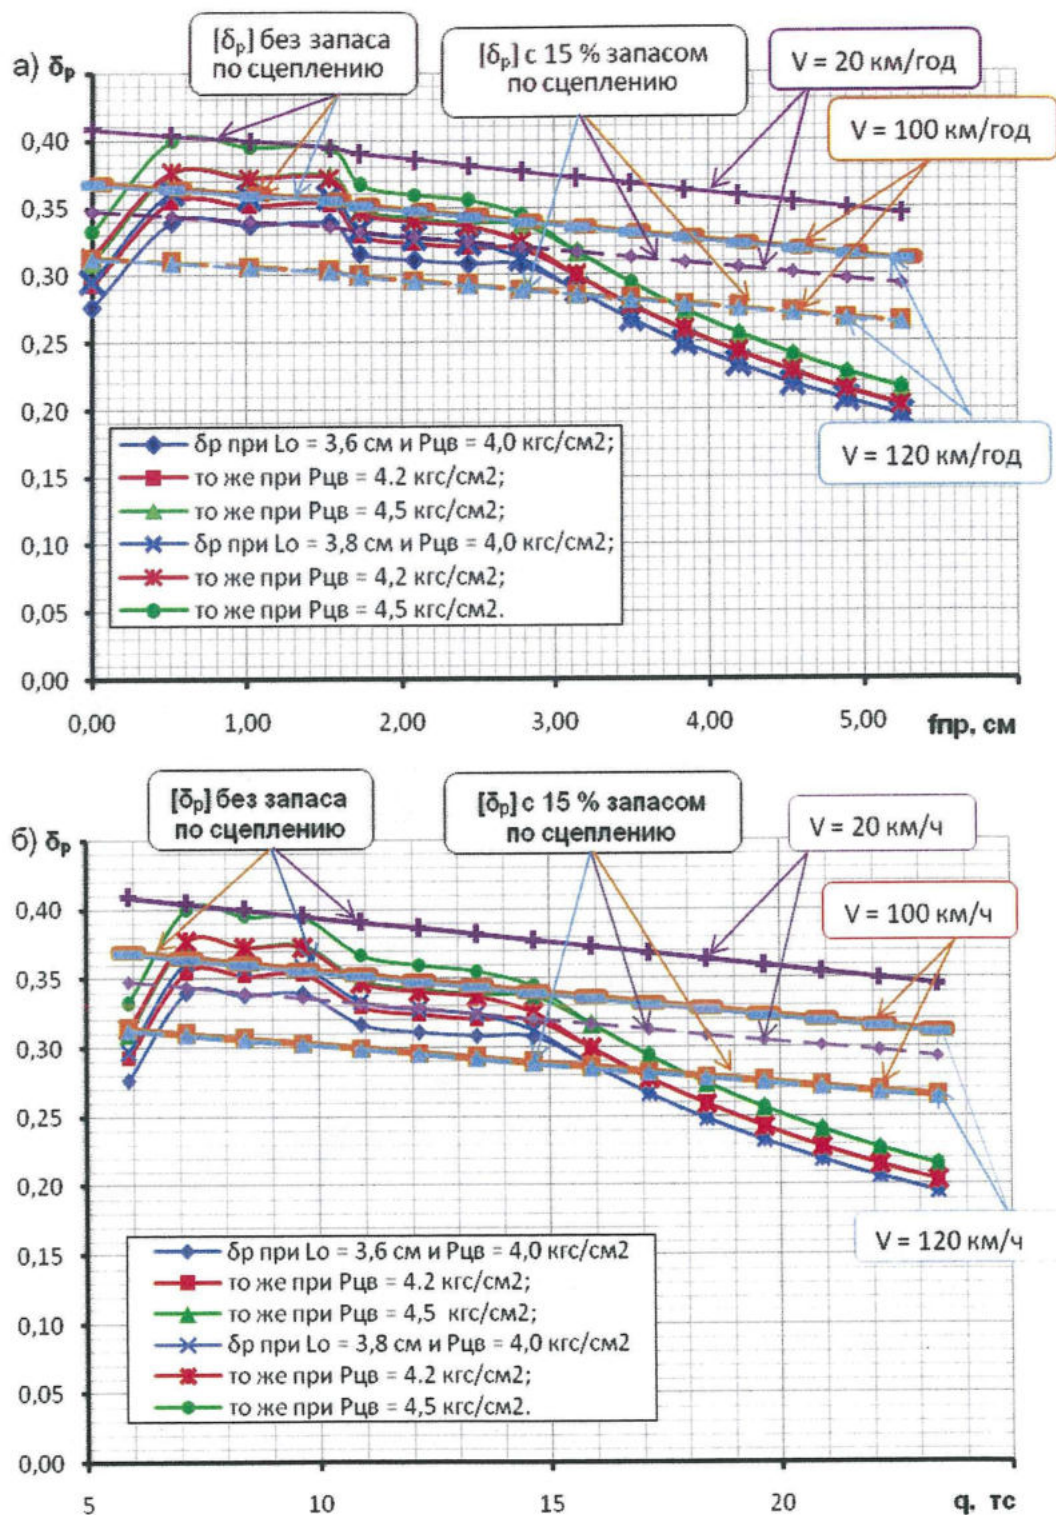 [δр] без запаса
по сцеплению
[δр] с 15 % запасом
по сцеплению
V = 20 км/год
а) δр
V = 100 км/год
0,40
0,35
0,30
0,25
0,20
V = 120 км/год
δр при Lo = 3,6 см и Рцв = 4,0 кгс/см2;
то же при Рцв = 4.2 кгс/см2;
то же при Рцв = 4,5 кгс/см2;
δр при Lo = 3,8 см и Рцв = 4,0 кгс/см2;
то же при Рцв = 4,2 кгс/см2;
то же при Рцв = 4,5 кгс/см2.
0,15
0,10
0,05
0,00
0,00 1,00 2,00 3,00 4,00 5,00 fпр, см
[δр] без запаса
по сцеплению
[δр] с 15 % запасом
по сцеплению
V = 20 км/ч
б) δр
V = 100 км/ч
0,40
0,35
0,30
0,25
0,20
V = 120 км/ч
δр при Lo = 3,6 см и Рцв = 4,0 кгс/см2
то же при Рцв = 4.2 кгс/см2;
то же при Рцв = 4,5 кгс/см2;
δр при Lo = 3,8 см и Рцв = 4,0 кгс/см2
то же при Рцв = 4.2 кгс/см2;
то же при Рцв = 4,5 кгс/см2.
0,15
0,10
0,05
0,00
5 10 15 20 q, тс